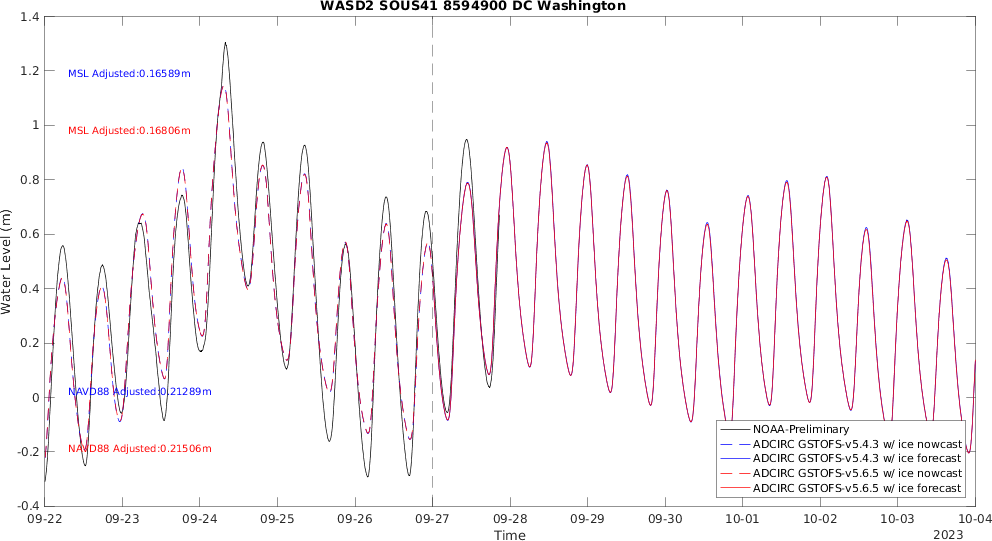 WASD2 SOUS41 8594900 DC Washington
1.4
1.2
1
0.8
0.6
0.4
0.2
0
-0.2
-0.4
Water Level (m)
MSL Adjusted:0.16589m
MSL Adjusted:0.16806m
NAVD88 Adjusted:0.21289m
NAVD88 Adjusted:0.21506m
NOAA-Preliminary
ADCIRC GSTOFS-v5.4.3 w/ ice nowcast
ADCIRC GSTOFS-v5.4.3 w/ ice forecast
ADCIRC GSTOFS-v5.6.5 w/ ice nowcast
ADCIRC GSTOFS-v5.6.5 w/ ice forecast
09-22 09-23 09-24 09-25 09-26 09-27 09-28 09-29 09-30 10-01 10-02 10-03 10-04
Time
2023